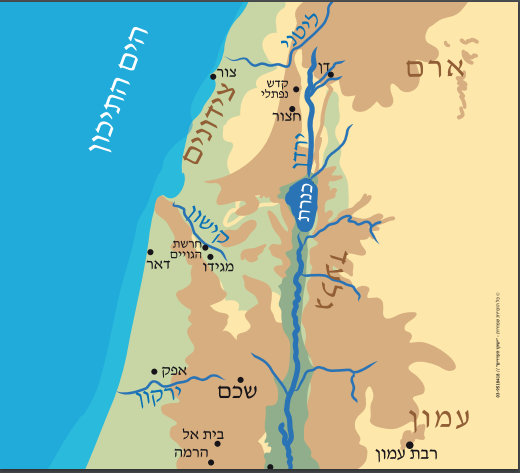 ליטני
הים התיכון
צור
דן
ארם
קדש
נפתלי
צידונים
חצור
ירדן
כנרת
קישון
חרשת
הגויים
דאר
מגידו
אפק
ירקון
שכם
עמון
בית אל
הרמה
רבת עמון